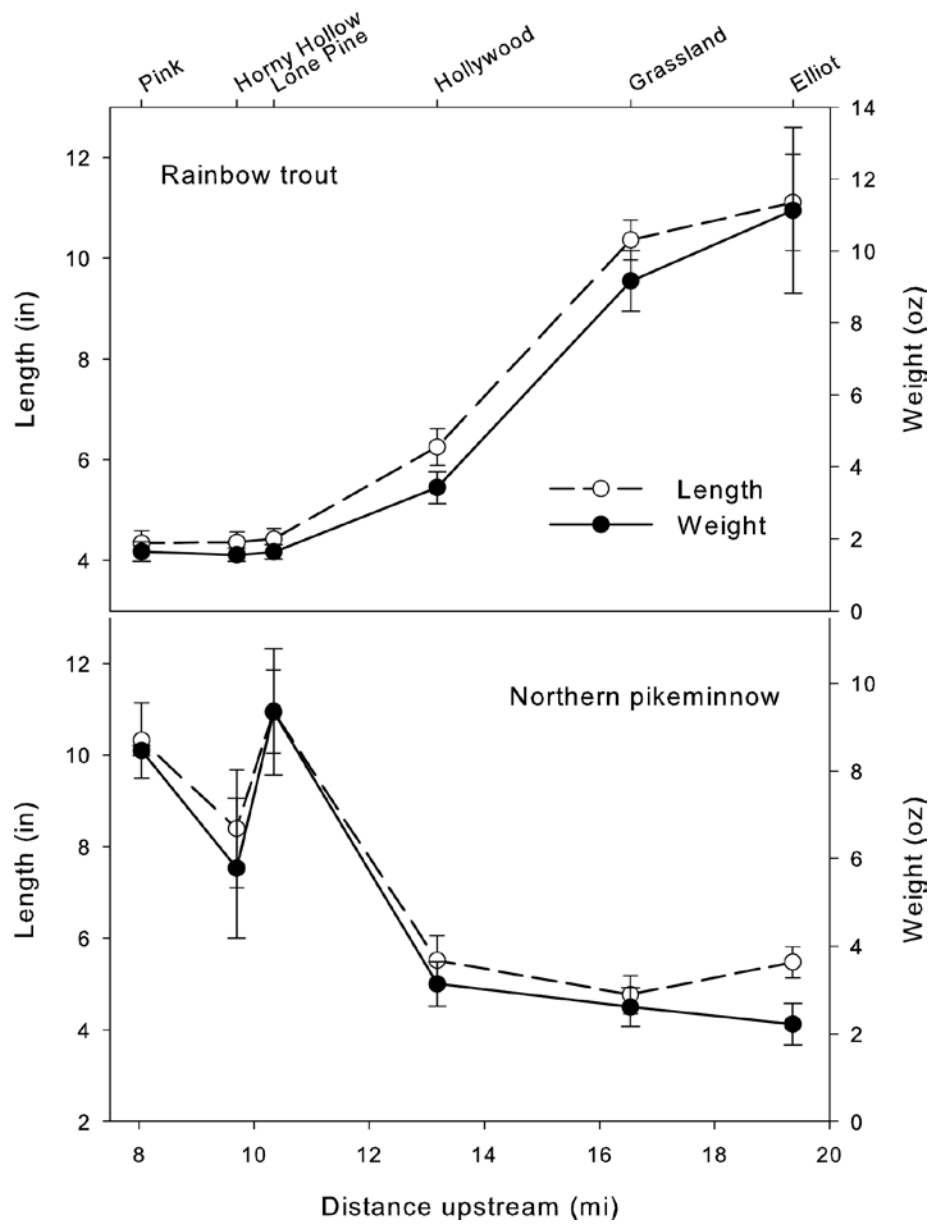 Pink
Horny Hollow
Lone Pine
Hollywood
Grassland
Elliot
Rainbow trout
12
10
8
6
4
Length (in)
14
12
10
8
6
4
2
0
Weight (oz)
Length
Weight
Northern pikeminnow
12
10
8
6
4
2
Length (in)
10
8
6
4
2
0
Weight (oz)
8 10 12 14 16 18 20
Distance upstream (mi)